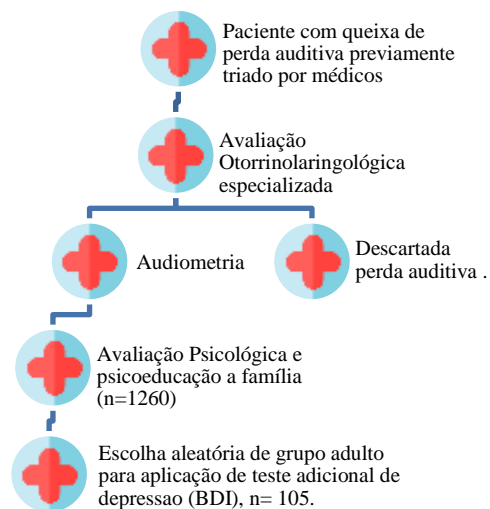 Paciente com queixa de
perda auditiva previamente
triado por médicos
Avaliação
Otorrinolaringológica
especializada
Audiometria
Descartada
perda auditiva .
Avaliação Psicológica e
psicoeducação a família
(n=1260)
Escolha aleatória de grupo adulto
para aplicação de teste adicional de
depressao (BDI), n= 105.